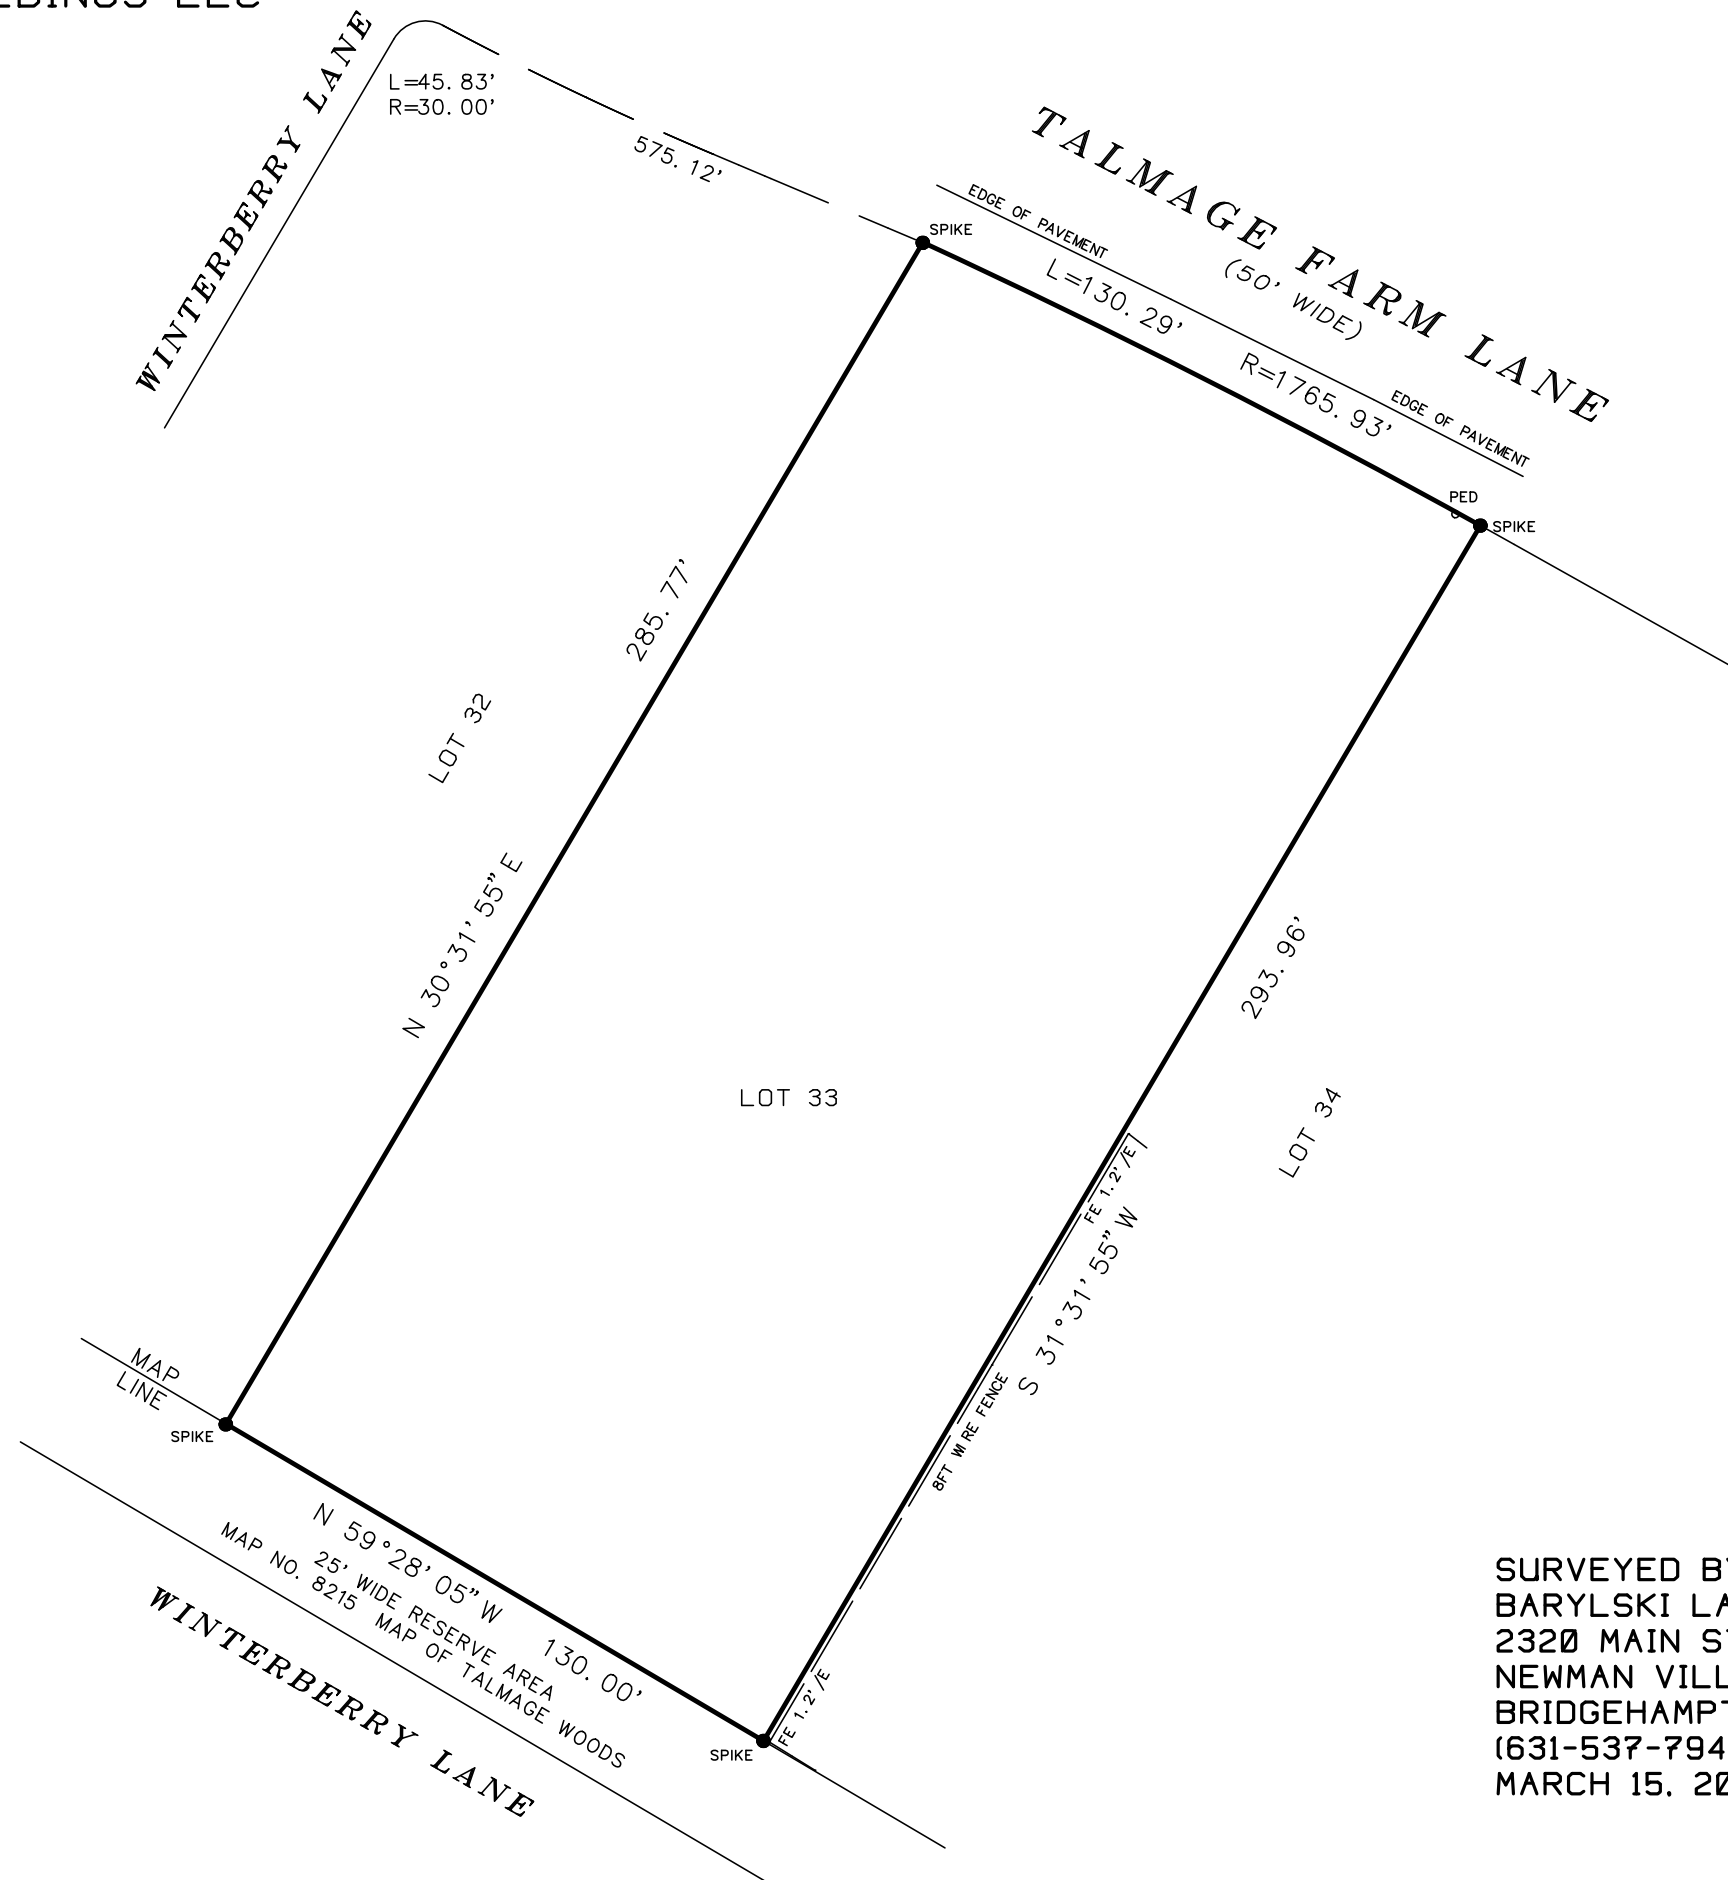 LLC
WINTERBERRY LANE
L=45.83'
R=30.00'
575.12'
TALMAGE FARM LANE
(50' WIDE)
EDGE OF PAVEMENT
SPIKE
L=130.29'
R=1765.93'
EDGE OF PAVEMENT
PED
SPIKE
285.77'
LOT 32
N 30°31'55"E
293.96'
LOT 33
LOT 34
FE 1.2'/E
S 31°31'55"W
8FT WIRE FENCE
MAP
LINE
SPIKE
N 59°28'05"W
130.00'
25' WIDE RESERVE AREA
MAP NO. 8215 MAP OF TALMAGE WOODS
WINTERBERRY LANE
FE 1.2'/E
SPIKE
SURVEYED
BARYLSKI
2320 MAIN
NEWMAN
(631-537-794
MARCH 15, 20